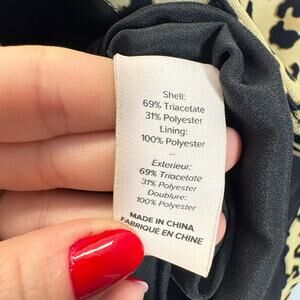 Shell:
69% Triacetate
31% Polyester
Lining:
100% Polyester
--
Exterieur:
69% Triacetate
31% Polyester
Doublure:
100% Polyester
MADE IN CHINA
FABRIQUÉ EN CHINE